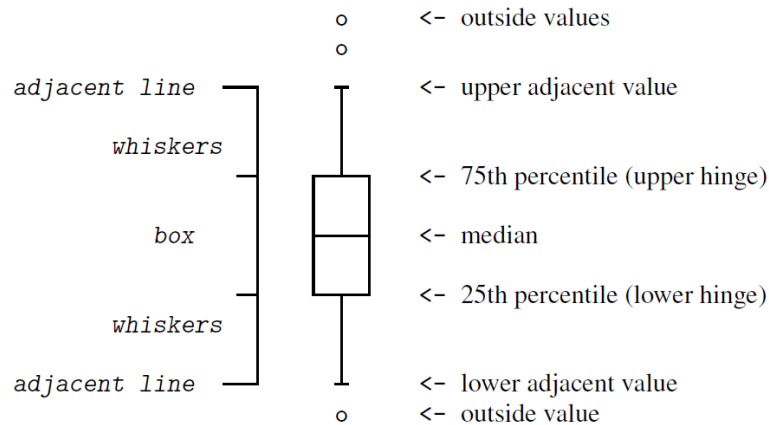 <- outside values
adjacent line <- upper adjacent value
whiskers
<- 75th percentile (upper hinge)
box <- median
<- 25th percentile (lower hinge)
whiskers
adjacent line <- lower adjacent value
<- outside value